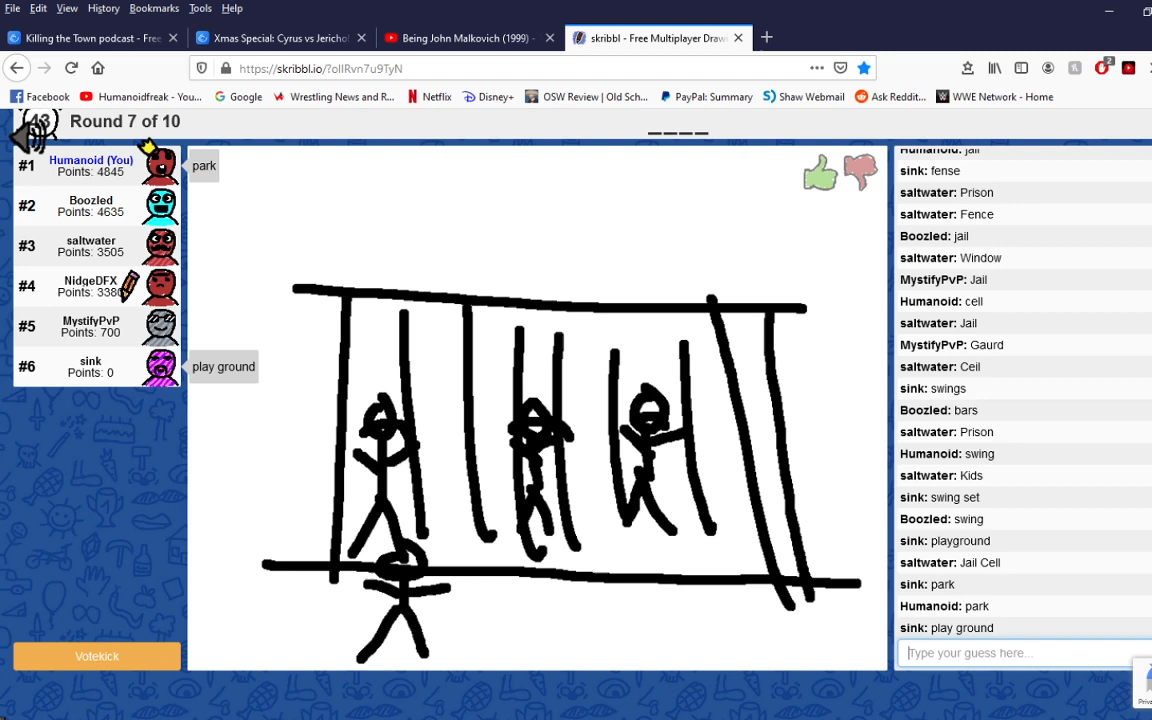 File Edit View History Bookmarks Tools Help
Killing the Town podcast - Free
Xmas Special: Cyrus vs Jericho!
Being John Malkovich (1999) -
skribbl - Free Multiplayer Draw
https://skribbl.io/?olIRvn7u9TyN
2
Facebook Humanoidfreak - You... Google Wrestling News and R... Netflix Disney+ OSW Review | Old Sch... PayPal: Summary Shaw Webmail Ask Reddit... WWE Network - Home
43 Round 7 of 10
_ _ _ _
#1 Humanoid (You)
Points: 4845
park
#2 Boozled
Points: 4635
#3 saltwater
Points: 3505
#4 NidgeDFX
Points: 3380
#5 MystifyPvP
Points: 700
#6 sink
Points: 0
play ground
Votekick
Humanoid: jail
sink: fense
saltwater: Prison
saltwater: Fence
Boozled: jail
saltwater: Window
MystifyPvP: Jail
Humanoid: cell
saltwater: Jail
MystifyPvP: Gaurd
saltwater: Ceil
sink: swings
Boozled: bars
saltwater: Prison
Humanoid: swing
saltwater: Kids
sink: swing set
Boozled: swing
sink: playground
saltwater: Jail Cell
sink: park
Humanoid: park
sink: play ground
Type your guess here...